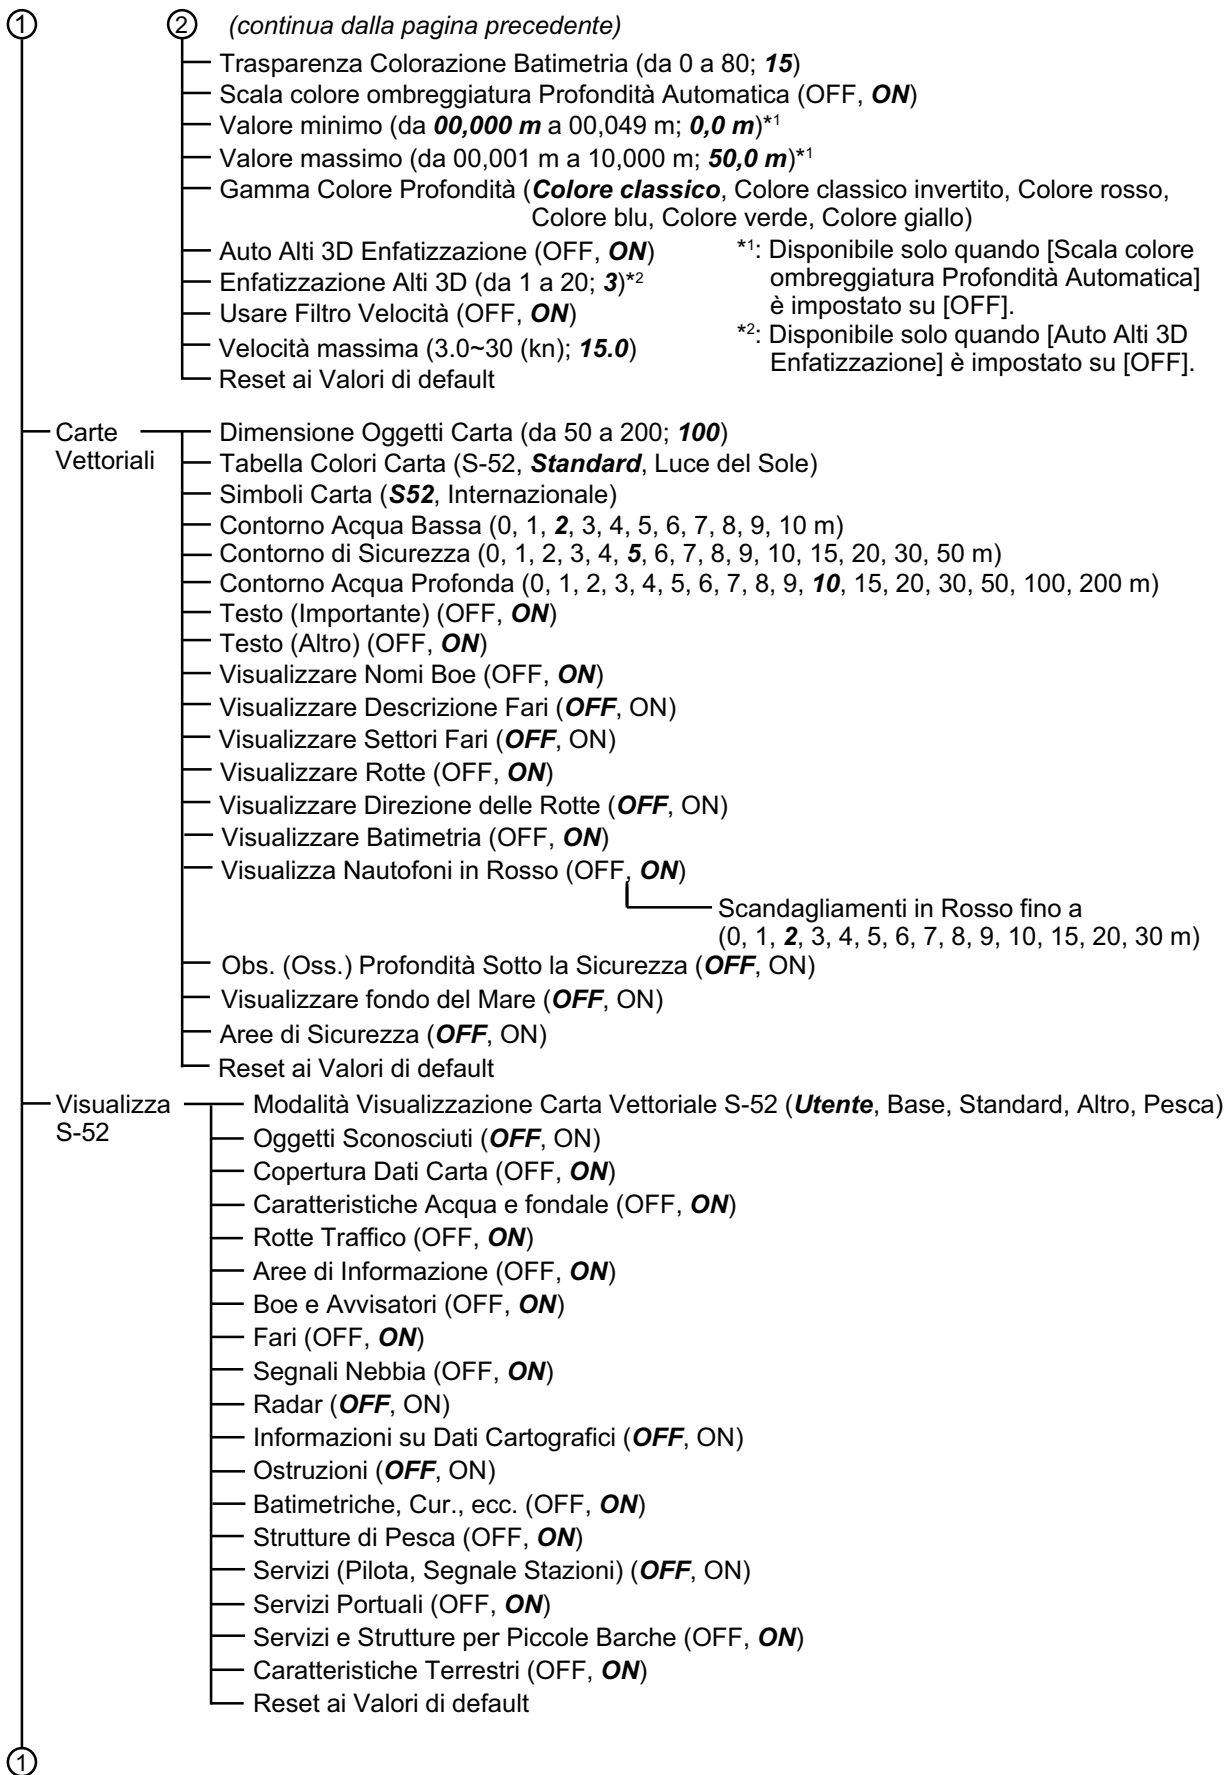 ① ② (continua dalla pagina precedente)
Trasparenza Colorazione Batimetria (da 0 a 80; 15)
Scala colore ombreggiatura Profondità Automatica (OFF, ON)
Valore minimo (da 00,000 m a 00,049 m; 0,0 m)*1
Valore massimo (da 00,001 m a 10,000 m; 50,0 m)*1
Gamma Colore Profondità (Colore classico, Colore classico invertito, Colore rosso,
Colore blu, Colore verde, Colore giallo)
Auto Alti 3D Enfatizzazione (OFF, ON)
Enfatizzazione Alti 3D (da 1 a 20; 3)*2
Usare Filtro Velocità (OFF, ON)
Velocità massima (3.0~30 (kn); 15.0)
Reset ai Valori di default
*1: Disponibile solo quando [Scala colore
ombreggiatura Profondità Automatica]
è impostato su [OFF].
*2: Disponibile solo quando [Auto Alti 3D
Enfatizzazione] è impostato su [OFF].
Carte
Vettoriali
Dimensione Oggetti Carta (da 50 a 200; 100)
Tabella Colori Carta (S-52, Standard, Luce del Sole)
Simboli Carta (S52, Internazionale)
Contorno Acqua Bassa (0, 1, 2, 3, 4, 5, 6, 7, 8, 9, 10 m)
Contorno di Sicurezza (0, 1, 2, 3, 4, 5, 6, 7, 8, 9, 10, 15, 20, 30, 50 m)
Contorno Acqua Profonda (0, 1, 2, 3, 4, 5, 6, 7, 8, 9, 10, 15, 20, 30, 50, 100, 200 m)
Testo (Importante) (OFF, ON)
Testo (Altro) (OFF, ON)
Visualizzare Nomi Boe (OFF, ON)
Visualizzare Descrizione Fari (OFF, ON)
Visualizzare Settori Fari (OFF, ON)
Visualizzare Rotte (OFF, ON)
Visualizzare Direzione delle Rotte (OFF, ON)
Visualizzare Batimetria (OFF, ON)
Visualizza Nautofoni in Rosso (OFF, ON)
Scandagliamenti in Rosso fino a
(0, 1, 2, 3, 4, 5, 6, 7, 8, 9, 10, 15, 20, 30 m)
Obs. (Oss.) Profondità Sotto la Sicurezza (OFF, ON)
Visualizzare fondo del Mare (OFF, ON)
Aree di Sicurezza (OFF, ON)
Reset ai Valori di default
Visualizza
S-52
Modalità Visualizzazione Carta Vettoriale S-52 (Utente, Base, Standard, Altro, Pesca)
Oggetti Sconosciuti (OFF, ON)
Copertura Dati Carta (OFF, ON)
Caratteristiche Acqua e fondale (OFF, ON)
Rotte Traffico (OFF, ON)
Aree di Informazione (OFF, ON)
Boe e Avvisatori (OFF, ON)
Fari (OFF, ON)
Segnali Nebbia (OFF, ON)
Radar (OFF, ON)
Informazioni su Dati Cartografici (OFF, ON)
Ostruzioni (OFF, ON)
Batimetriche, Cur., ecc. (OFF, ON)
Strutture di Pesca (OFF, ON)
Servizi (Pilota, Segnale Stazioni) (OFF, ON)
Servizi Portuali (OFF, ON)
Servizi e Strutture per Piccole Barche (OFF, ON)
Caratteristiche Terrestri (OFF, ON)
Reset ai Valori di default
①